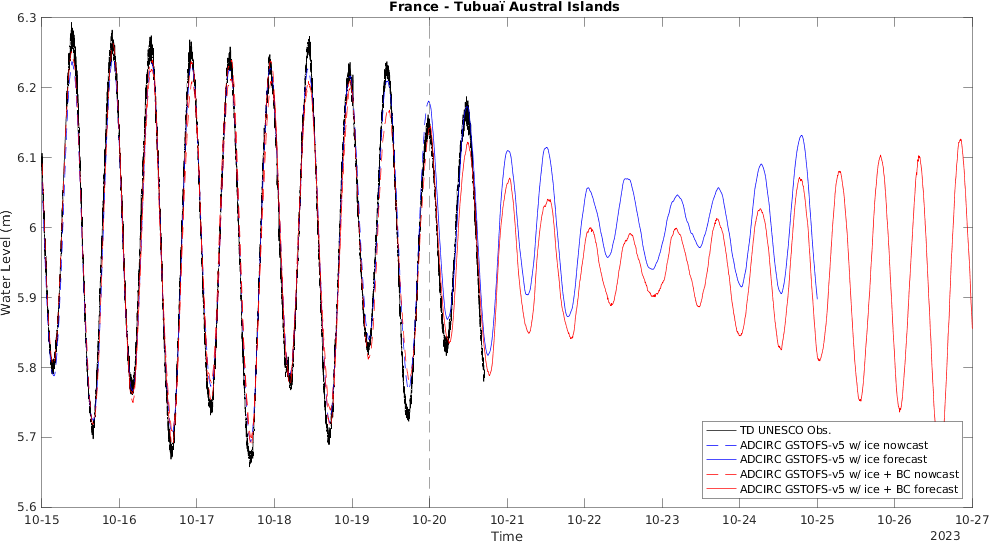 France - Tubuaï Austral Islands
6.3
6.2
6.1
6
5.9
5.8
5.7
5.6
Water Level (m)
10-15 10-16 10-17 10-18 10-19 10-20 10-21 10-22 10-23 10-24 10-25 10-26 10-27
Time
2023
TD UNESCO Obs.
ADCIRC GSTOFS-v5 w/ ice nowcast
ADCIRC GSTOFS-v5 w/ ice forecast
ADCIRC GSTOFS-v5 w/ ice + BC nowcast
ADCIRC GSTOFS-v5 w/ ice + BC forecast